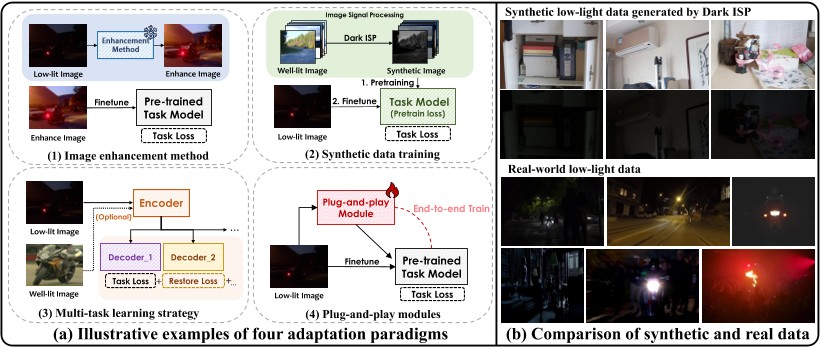 Enhancement
Method
Low-lit Image
Enhance Image
Finetune
Pre-trained
Task Model
Task Loss
Enhance Image
(1) Image enhancement method
Image Signal Processing
Dark ISP
Well-lit Image
Synthetic Image
1. Pretraining
2. Finetune
Task Model
(Pretrain loss)
Low-lit Image
Task Loss
(2) Synthetic data training
Encoder
(Optional)
Low-lit Image
...
Decoder_1
Decoder_2
Task Loss
+
Restore Loss
+...
Well-lit Image
(3) Multi-task learning strategy
Plug-and-play
Module
End-to-end Train
Finetune
Pre-trained
Task Model
Low-lit Image
Task Loss
(4) Plug-and-play modules
(a) Illustrative examples of four adaptation paradigms
Synthetic low-light data generated by Dark ISP
Real-world low-light data
(b) Comparison of synthetic and real data